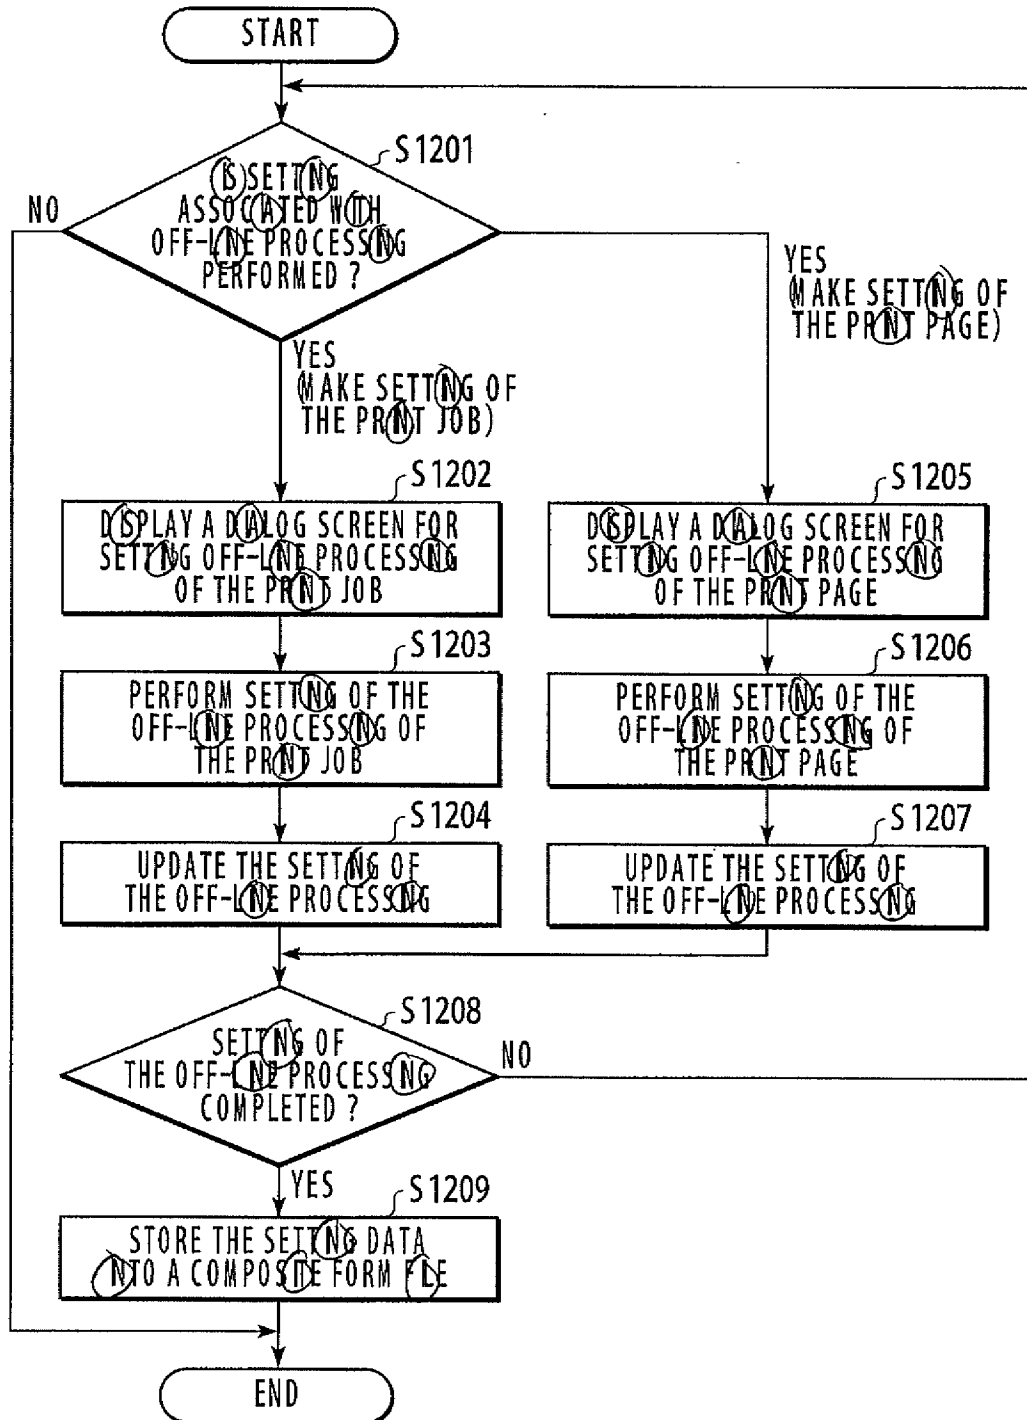 START
S1201
IS SETTING
ASSOCIATED WITH
OFF-LINE PROCESSING
PERFORMED ?
NO
YES
(MAKE SETTING OF
THE PRINT PAGE)
YES
(MAKE SETTING OF
THE PRINT JOB)
S1202
DISPLAY A DIALOG SCREEN FOR
SETTING OFF-LINE PROCESSING
OF THE PRINT JOB
S1205
DISPLAY A DIALOG SCREEN FOR
SETTING OFF-LINE PROCESSING
OF THE PRINT PAGE
S1203
PERFORM SETTING OF THE
OFF-LINE PROCESSING OF
THE PRINT JOB
S1206
PERFORM SETTING OF THE
OFF-LINE PROCESSING OF
THE PRINT PAGE
S1204
UPDATE THE SETTING OF
THE OFF-LINE PROCESSING
S1207
UPDATE THE SETTING OF
THE OFF-LINE PROCESSING
S1208
SETTING OF
THE OFF-LINE PROCESSING
COMPLETED ?
NO
YES
S1209
STORE THE SETTING DATA
INTO A COMPOSITE FORM FILE
END